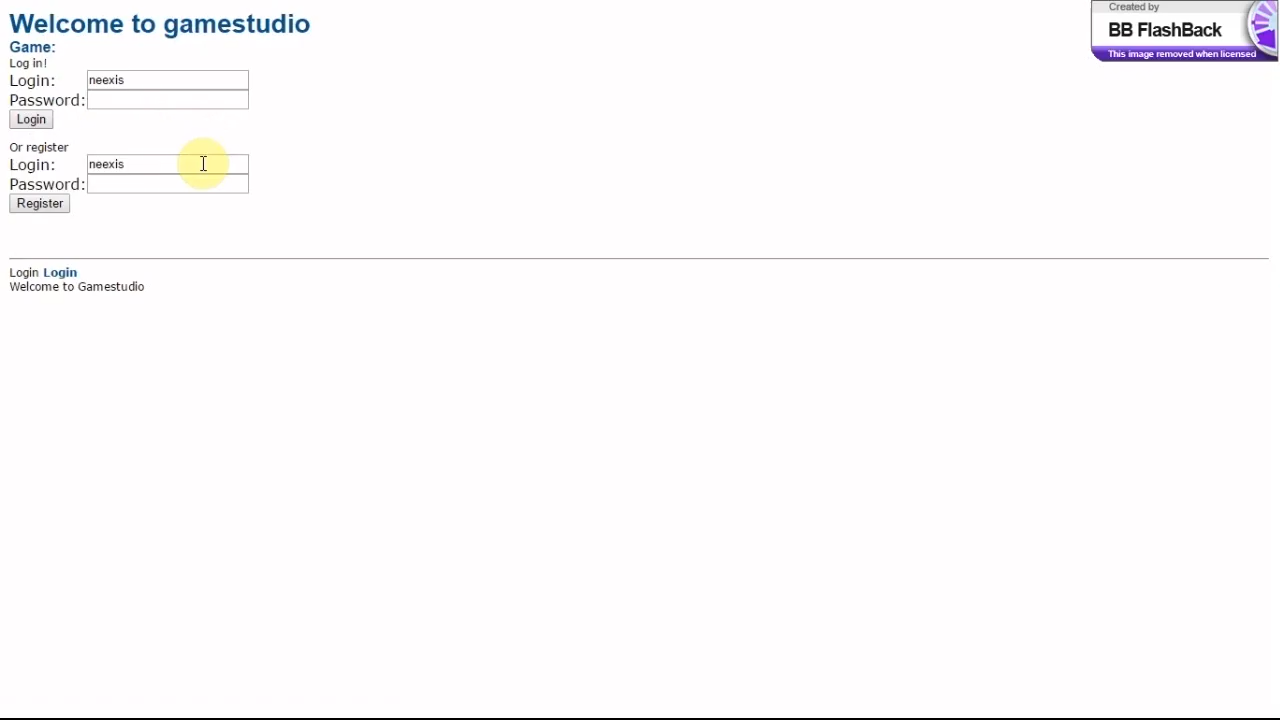 Welcome to gamestudio
Game:
Log in!
Login: neexis
Password:
Login
Or register
Login: neexis
Password:
Register
Login Login
Welcome to Gamestudio
Created by
BB FlashBack
This image removed when licensed